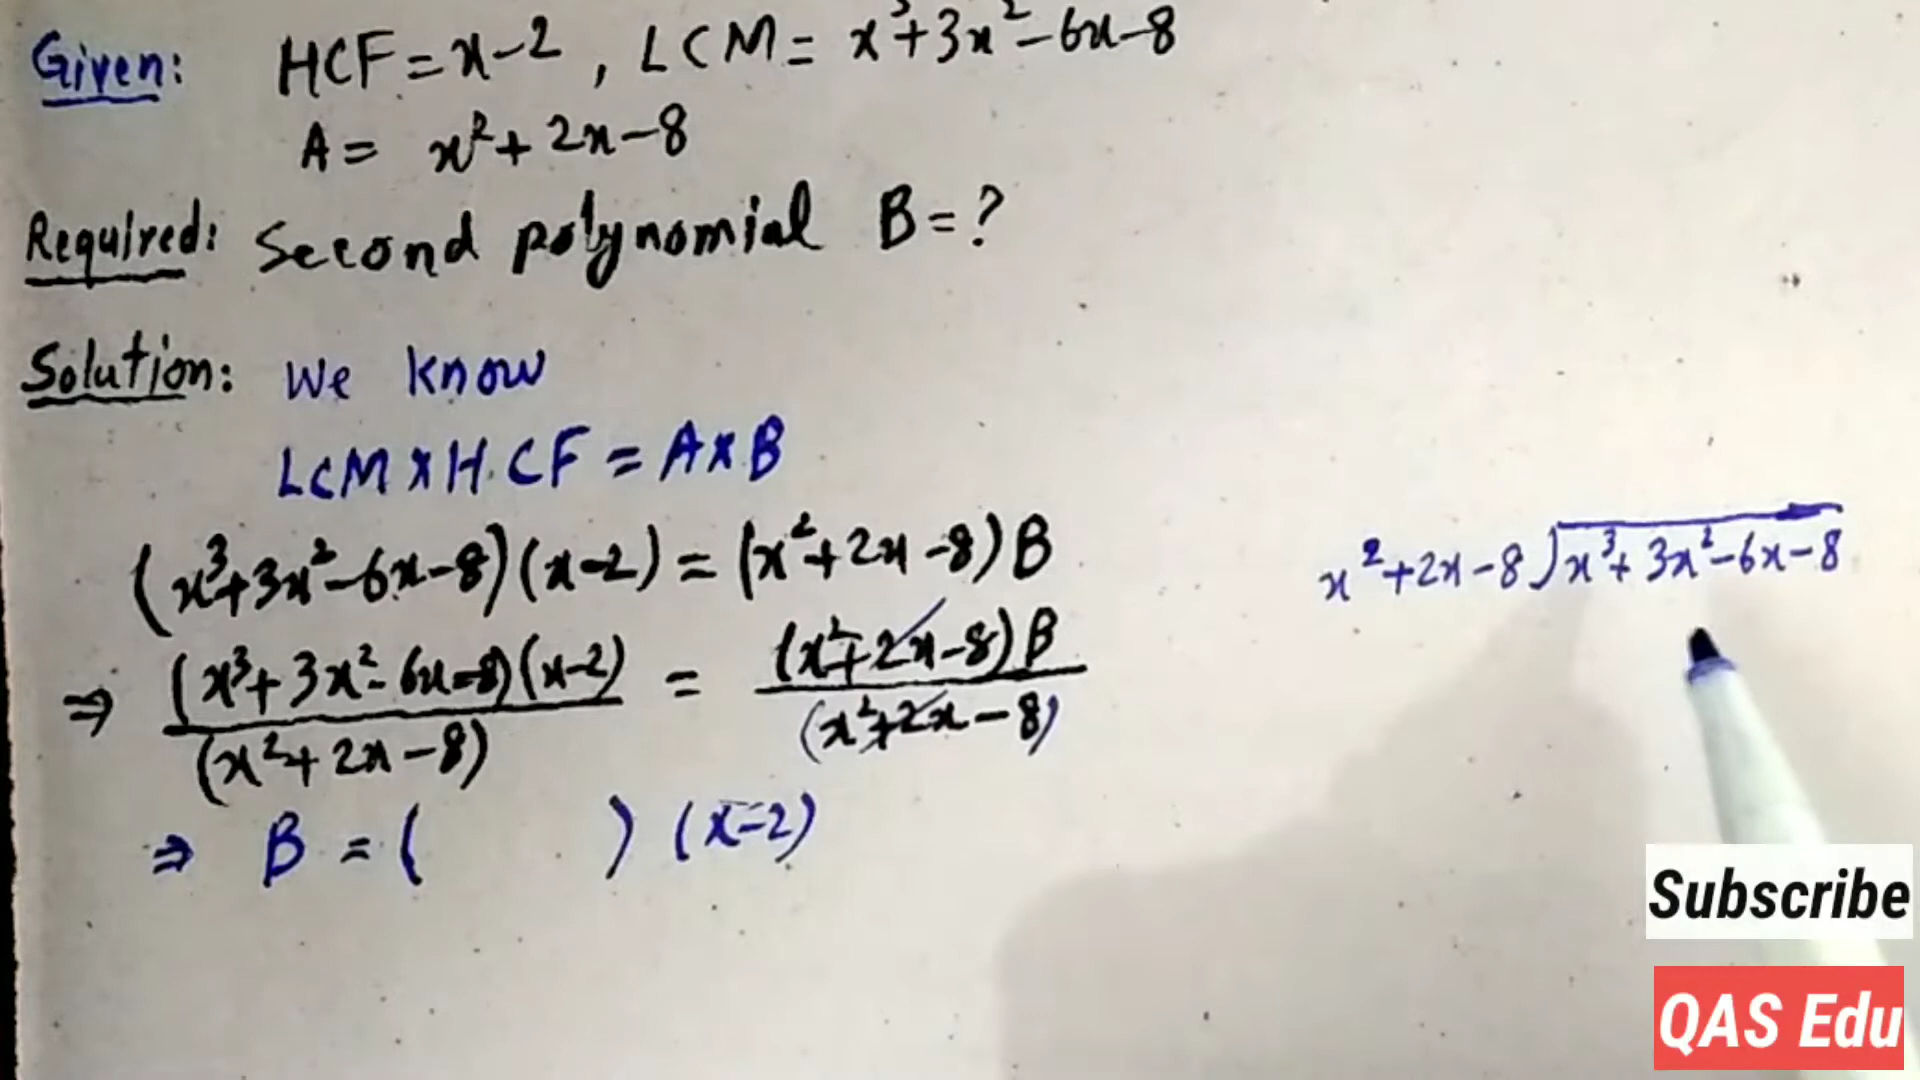 Given: HCF = x-2 , LCM = x³+3x²-6x-8
A = x²+2x-8
Required: Second polynomial B=?
Solution: We know
LCM x H.CF = A x B
(x³+3x²-6x-8)(x-2) = (x²+2x-8)B
⇒ (x³+3x²-6x-8)(x-2) / (x²+2x-8) = (x²+2x-8)B / (x²+2x-8)
⇒ B = ( ) (x-2)
x²+2x-8)x³+3x²-6x-8
Subscribe
QAS Edu